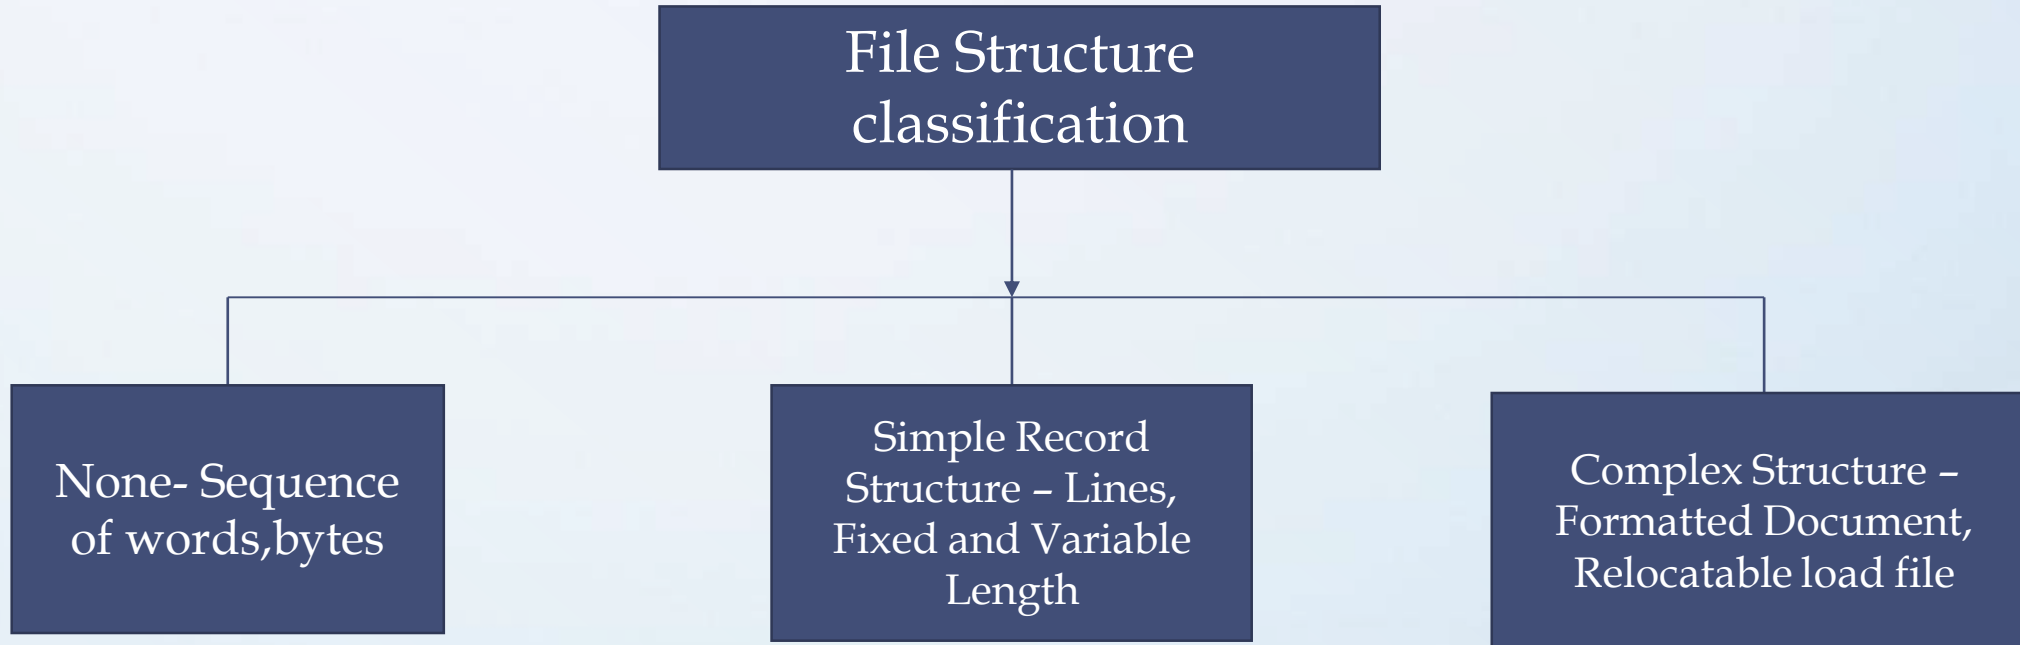 File Structure
classification
None- Sequence
of words,bytes
Simple Record
Structure – Lines,
Fixed and Variable
Length
Complex Structure –
Formatted Document,
Relocatable load file